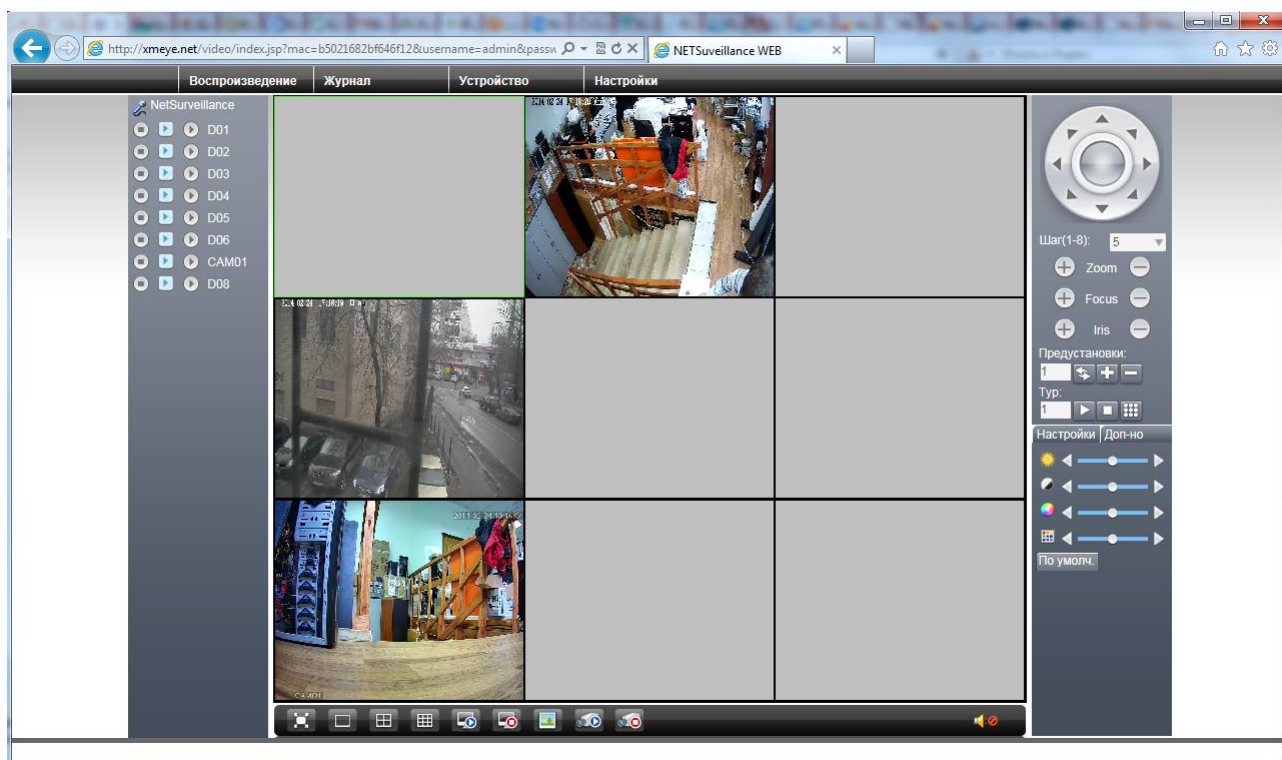 http://xmeye.net/video/index.jsp?mac=b5021682bf646f12&username=admin&passw
NETSuveillance WEB
Воспроизведение Журнал Устройство Настройки
NetSurveillance
D01
D02
D03
D04
D05
D06
CAM01
D08
CAM01
Шаг(1-8): 5
Zoom
Focus
Iris
Предустановки:
1
Тур:
1
Настройки Доп-но
По умолч.